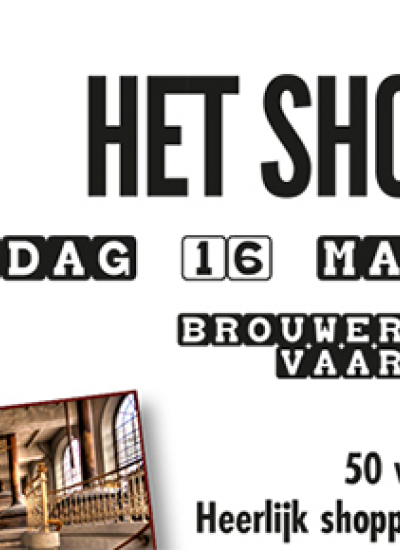 HET SHO
DAG 16 MA
BROUWER
VAAR
50 v
Heerlijk shopp